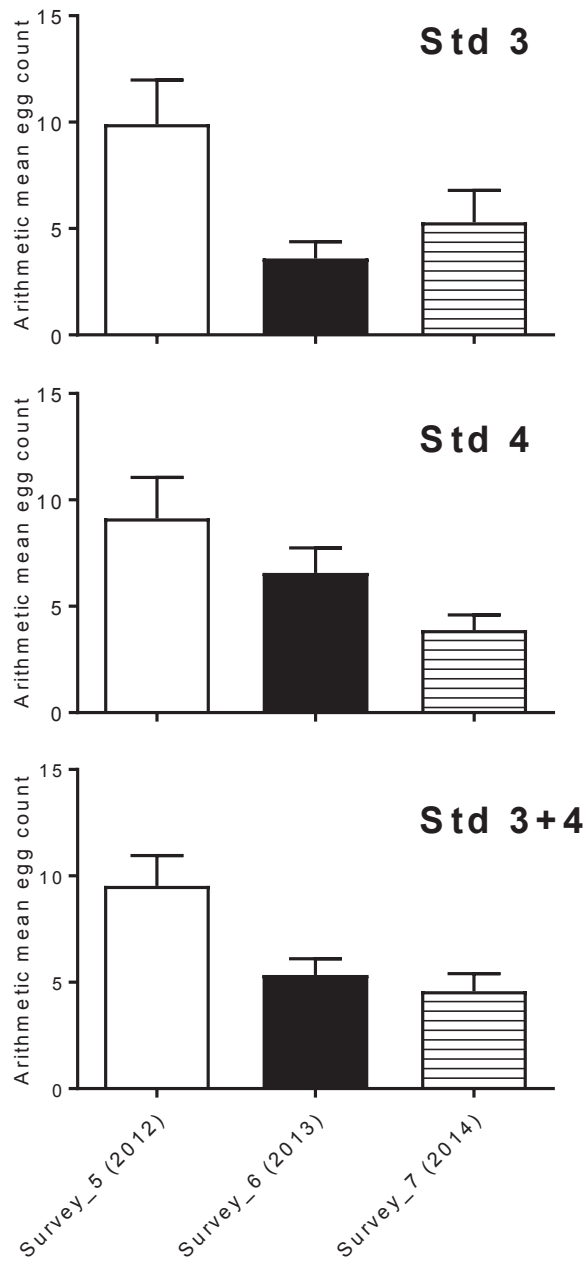 Std 3
Arithmetic mean egg count
15
10
5
0
Std 4
Arithmetic mean egg count
15
10
5
0
Std 3+4
Arithmetic mean egg count
15
10
5
0
Survey_5 (2012)
Survey_6 (2013)
Survey_7 (2014)